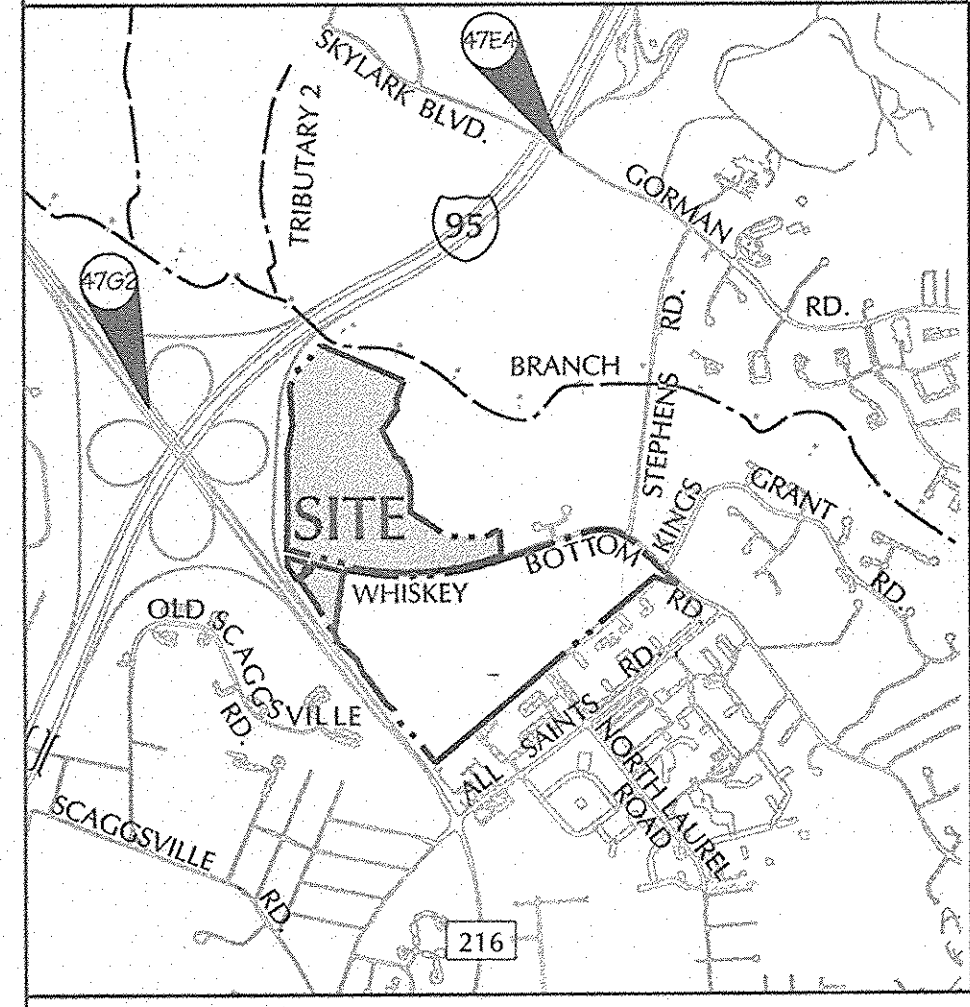 47E4
SKYLARK BLVD.
TRIBUTARY 2
95
GORMAN
RD.
47G2
STEPHENS RD.
BRANCH
KINGS
GRANT
RD.
SITE
BOTTOM
RD.
WHISKEY
OLD SCAGGSVILLE
RD.
ALL SAINTS RD.
NORTH LAUREL
ROAD
SCAGGSVILLE
RD.
216